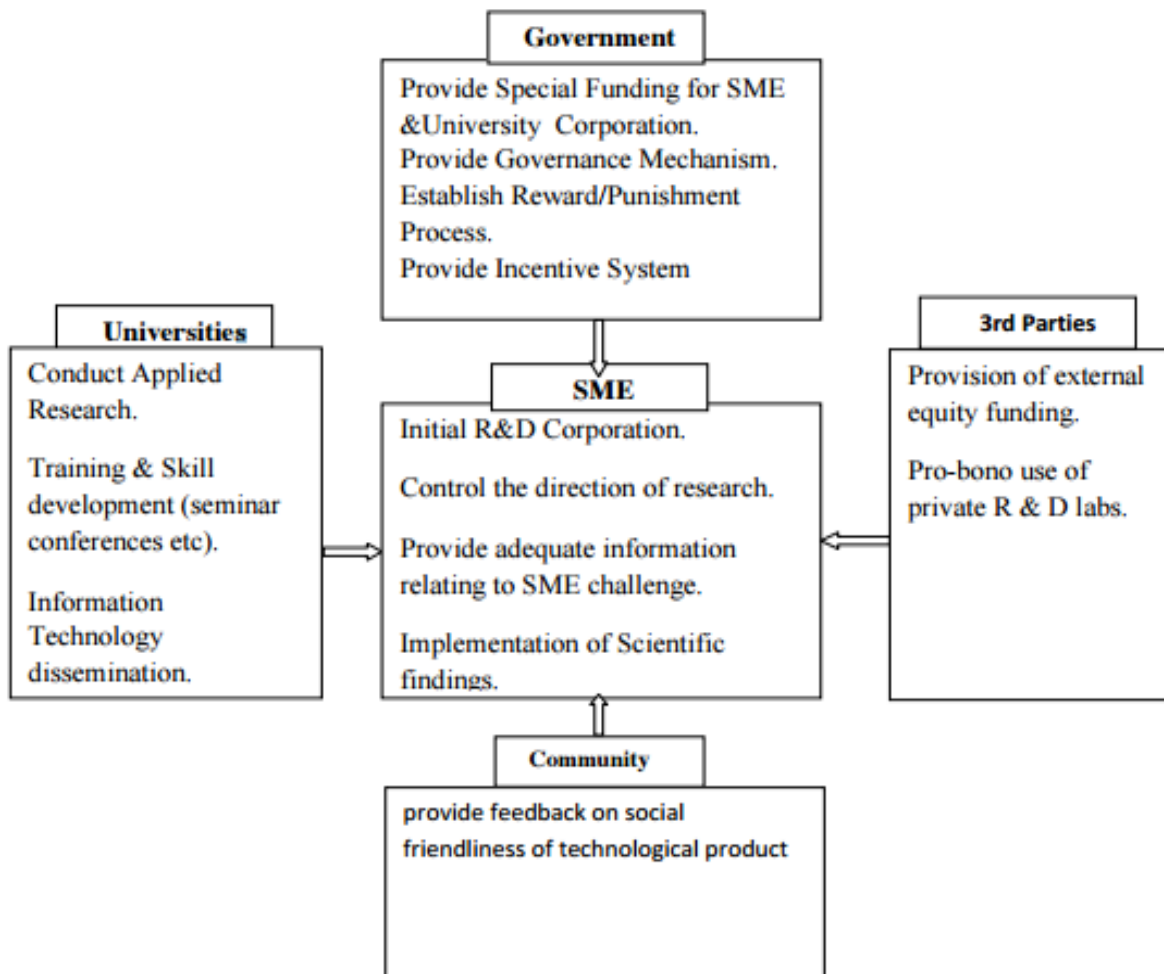 Government
Provide Special Funding for SME
&University Corporation.
Provide Governance Mechanism.
Establish Reward/Punishment
Process.
Provide Incentive System
Universities
Conduct Applied
Research.
Training & Skill
development (seminar
conferences etc).
Information
Technology
dissemination.
SME
Initial R&D Corporation.
Control the direction of research.
Provide adequate information
relating to SME challenge.
Implementation of Scientific
findings.
3rd Parties
Provision of external
equity funding.
Pro-bono use of
private R & D labs.
Community
provide feedback on social
friendliness of technological product